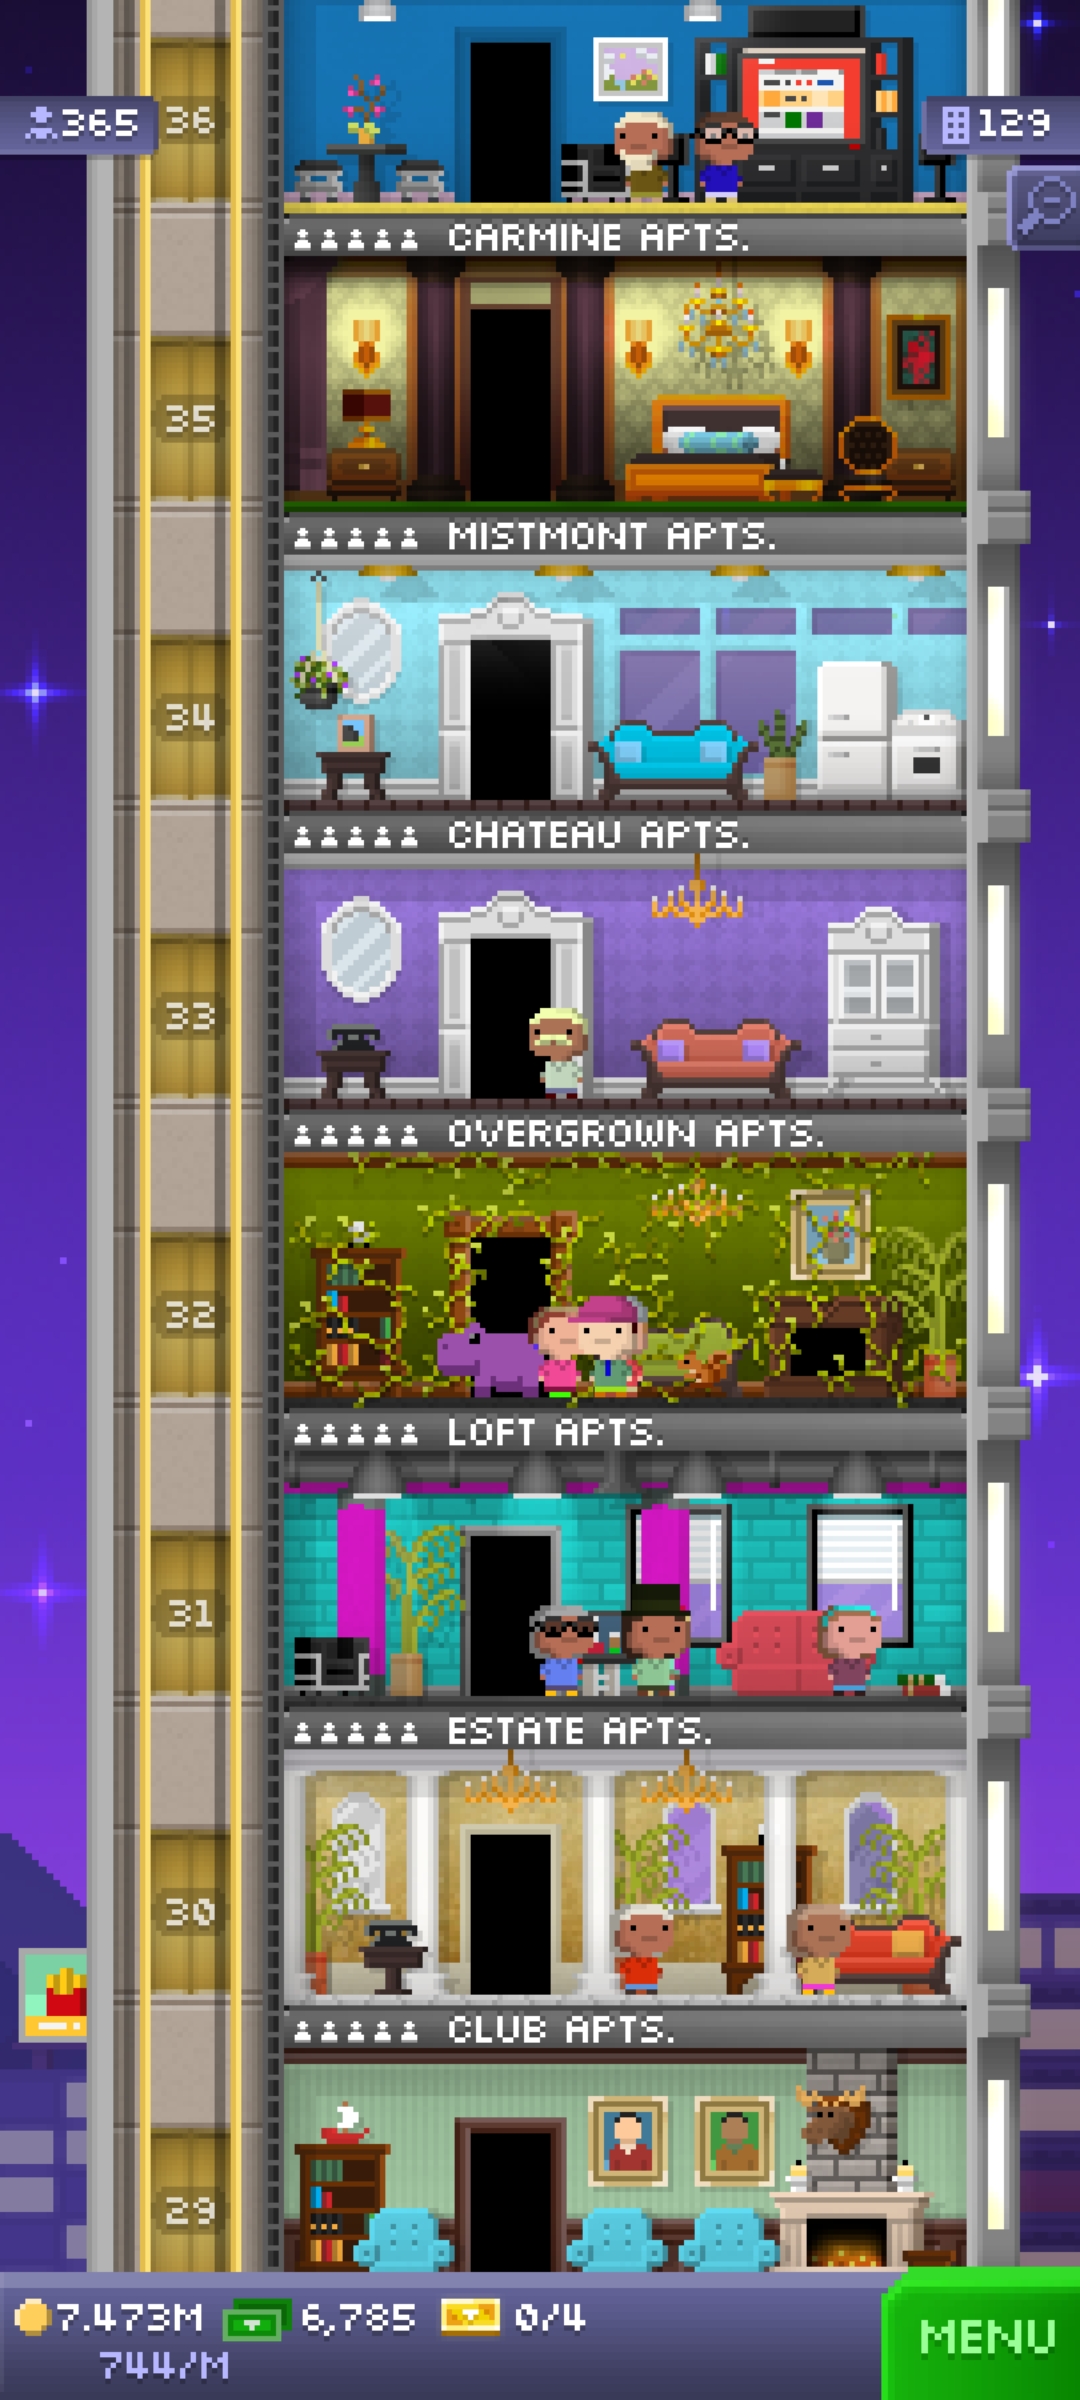 365
36
129
CARMINE APTS.
35
MISTMONT APTS.
34
CHATEAU APTS.
33
OVERGROWN APTS.
32
LOFT APTS.
31
ESTATE APTS.
30
CLUB APTS.
29
7.473M 6,785 0/4
744/M
MENU